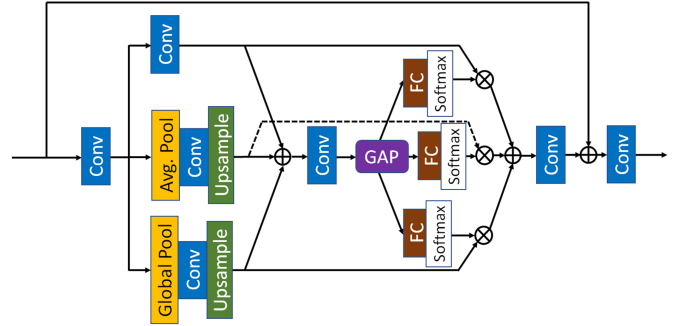 Conv
Conv
Avg. Pool
Conv
Upsample
Global Pool
Conv
Upsample
Conv
GAP
FC
Softmax
FC
Softmax
FC
Softmax
Conv
Conv